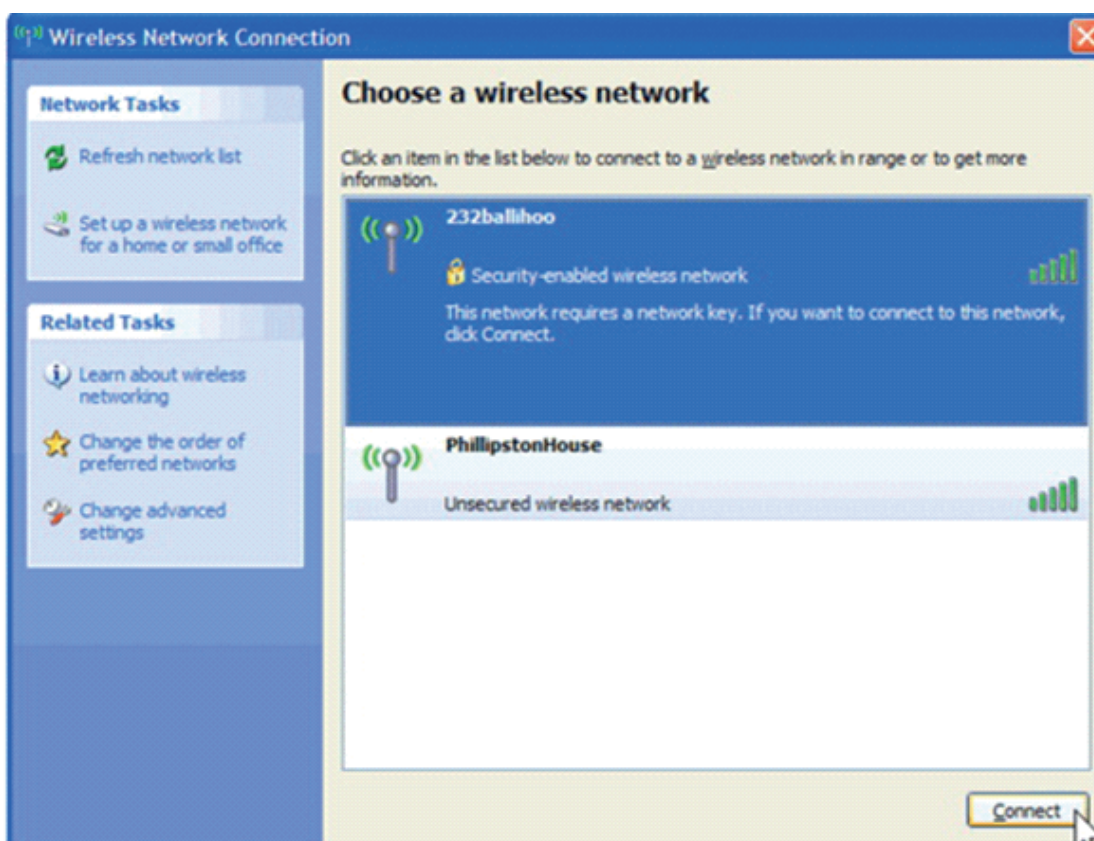 Wireless Network Connection
Network Tasks
Refresh network list
Set up a wireless network
for a home or small office
Related Tasks
Learn about wireless
networking
Change the order of
preferred networks
Change advanced
settings
Choose a wireless network
Click an item in the list below to connect to a wireless network in range or to get more
information.
232ballihoo
Security-enabled wireless network
This network requires a network key. If you want to connect to this network,
click Connect.
PhillipstonHouse
Unsecured wireless network
Connect